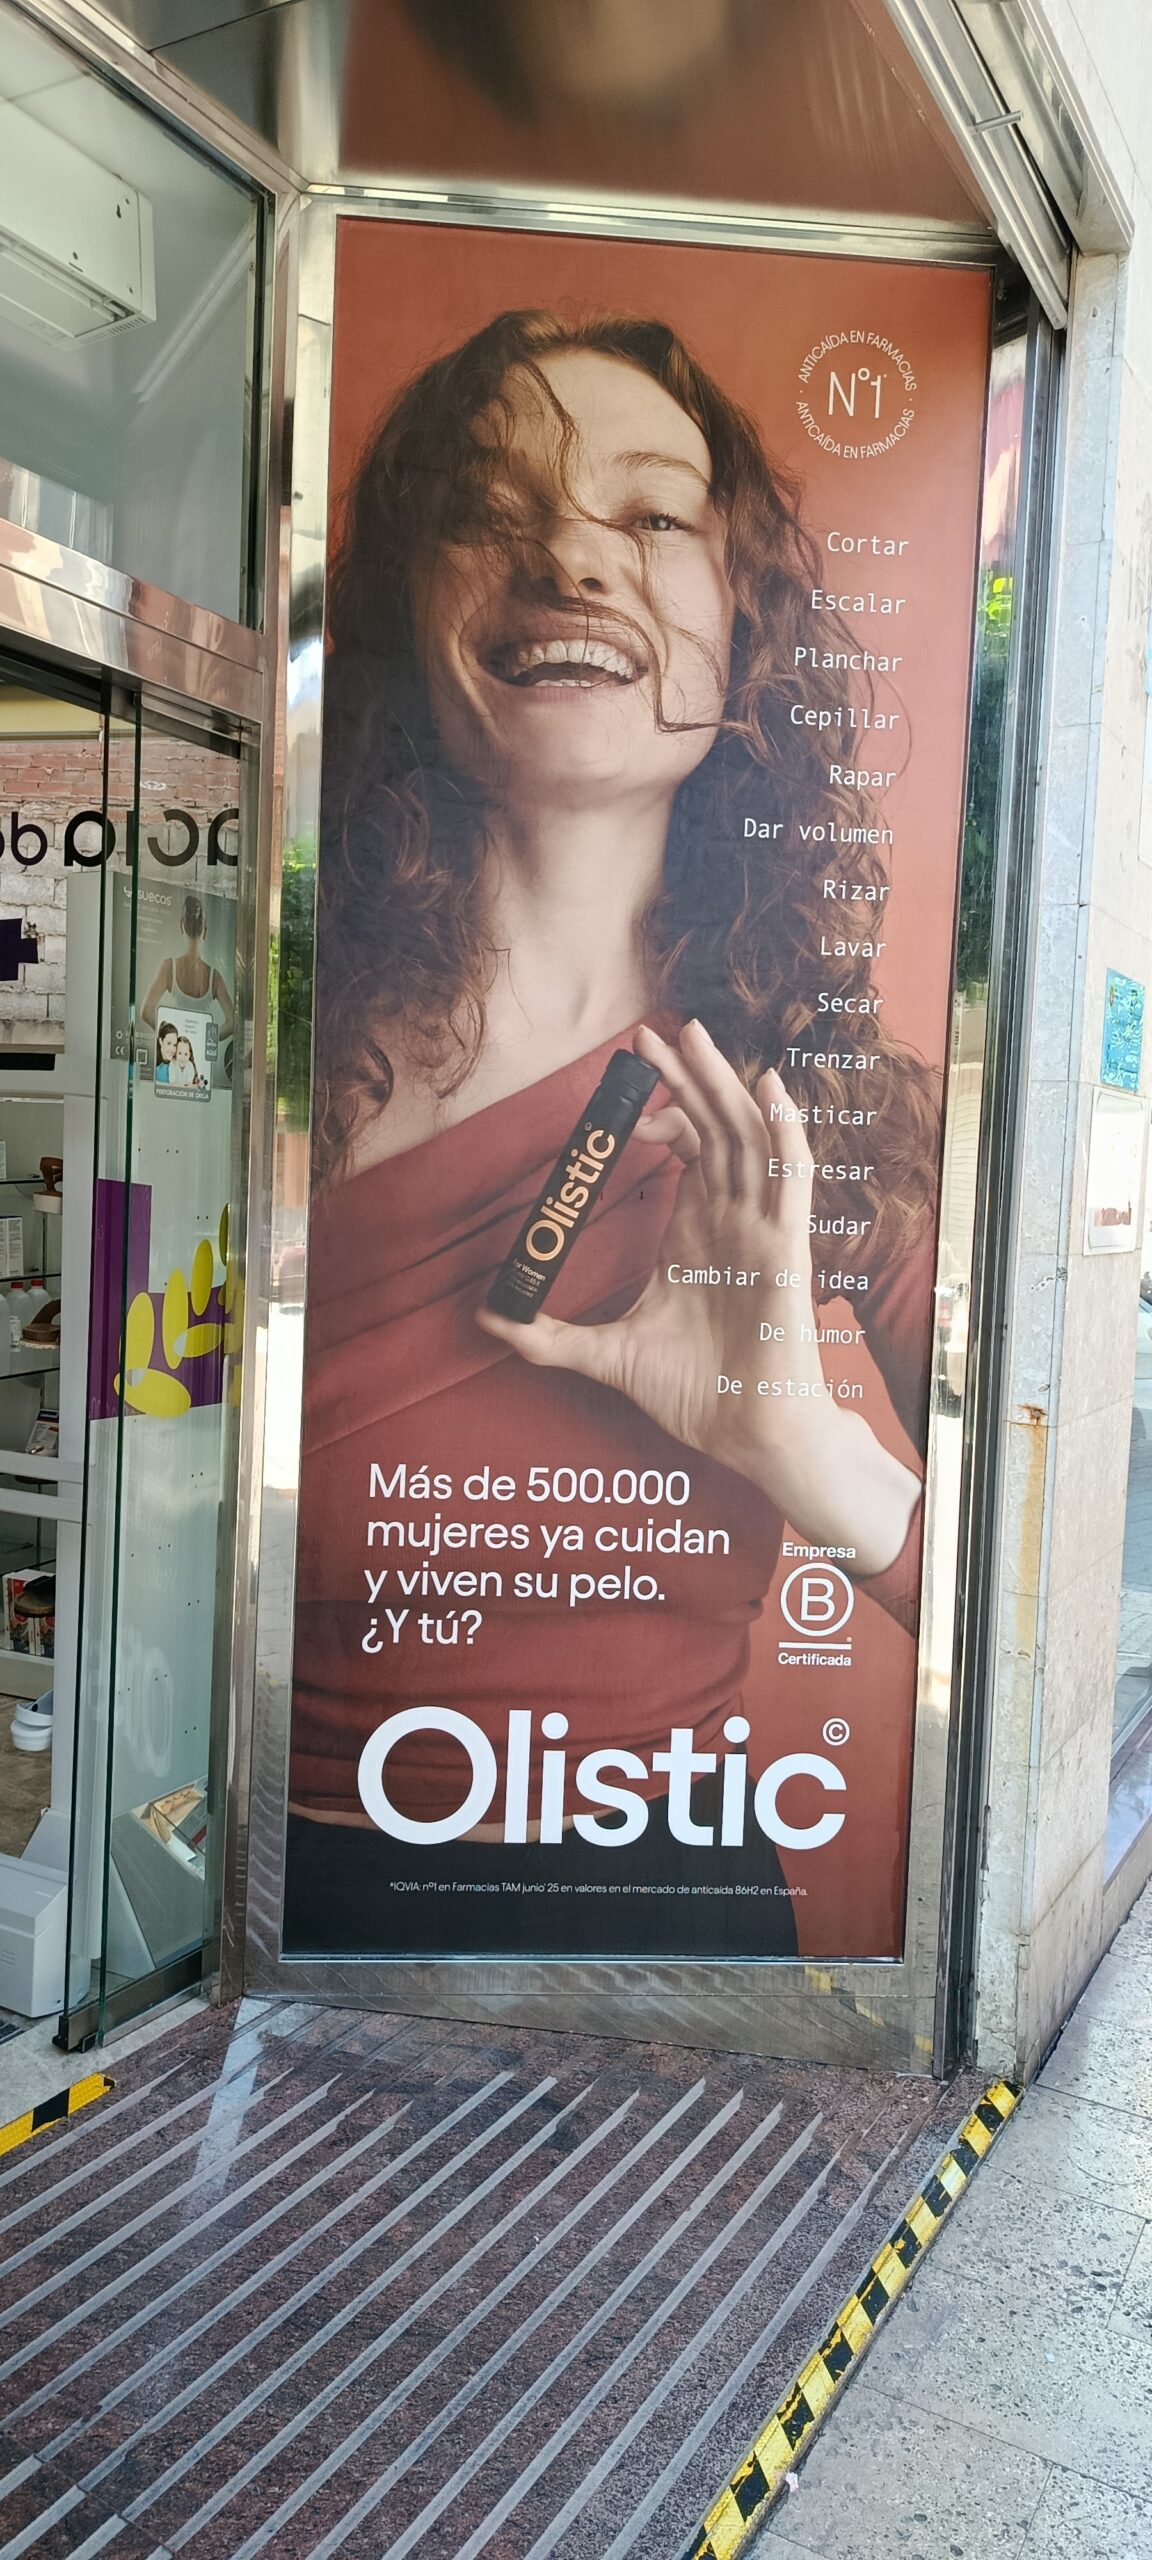 ANTICAÍDA EN FARMACIAS
Nº1*
ANTICAÍDA EN FARMACIAS
Cortar
Escalar
Planchar
Cepillar
Rapar
Dar volumen
Rizar
Lavar
Secar
Trenzar
Masticar
Estresar
Sudar
Cambiar de idea
De humor
De estación
Olistic
For Women
Más de 500.000
mujeres ya cuidan
y viven su pelo.
¿Y tú?
Empresa
B
Certificada
Olistic©
*IQVIA: nº1 en Farmacias TAM junio' 25 en valores en el mercado de anticaída 86H2 en España.
suecos
CE
AQUÍ
PERFORACIÓN DE OREJA